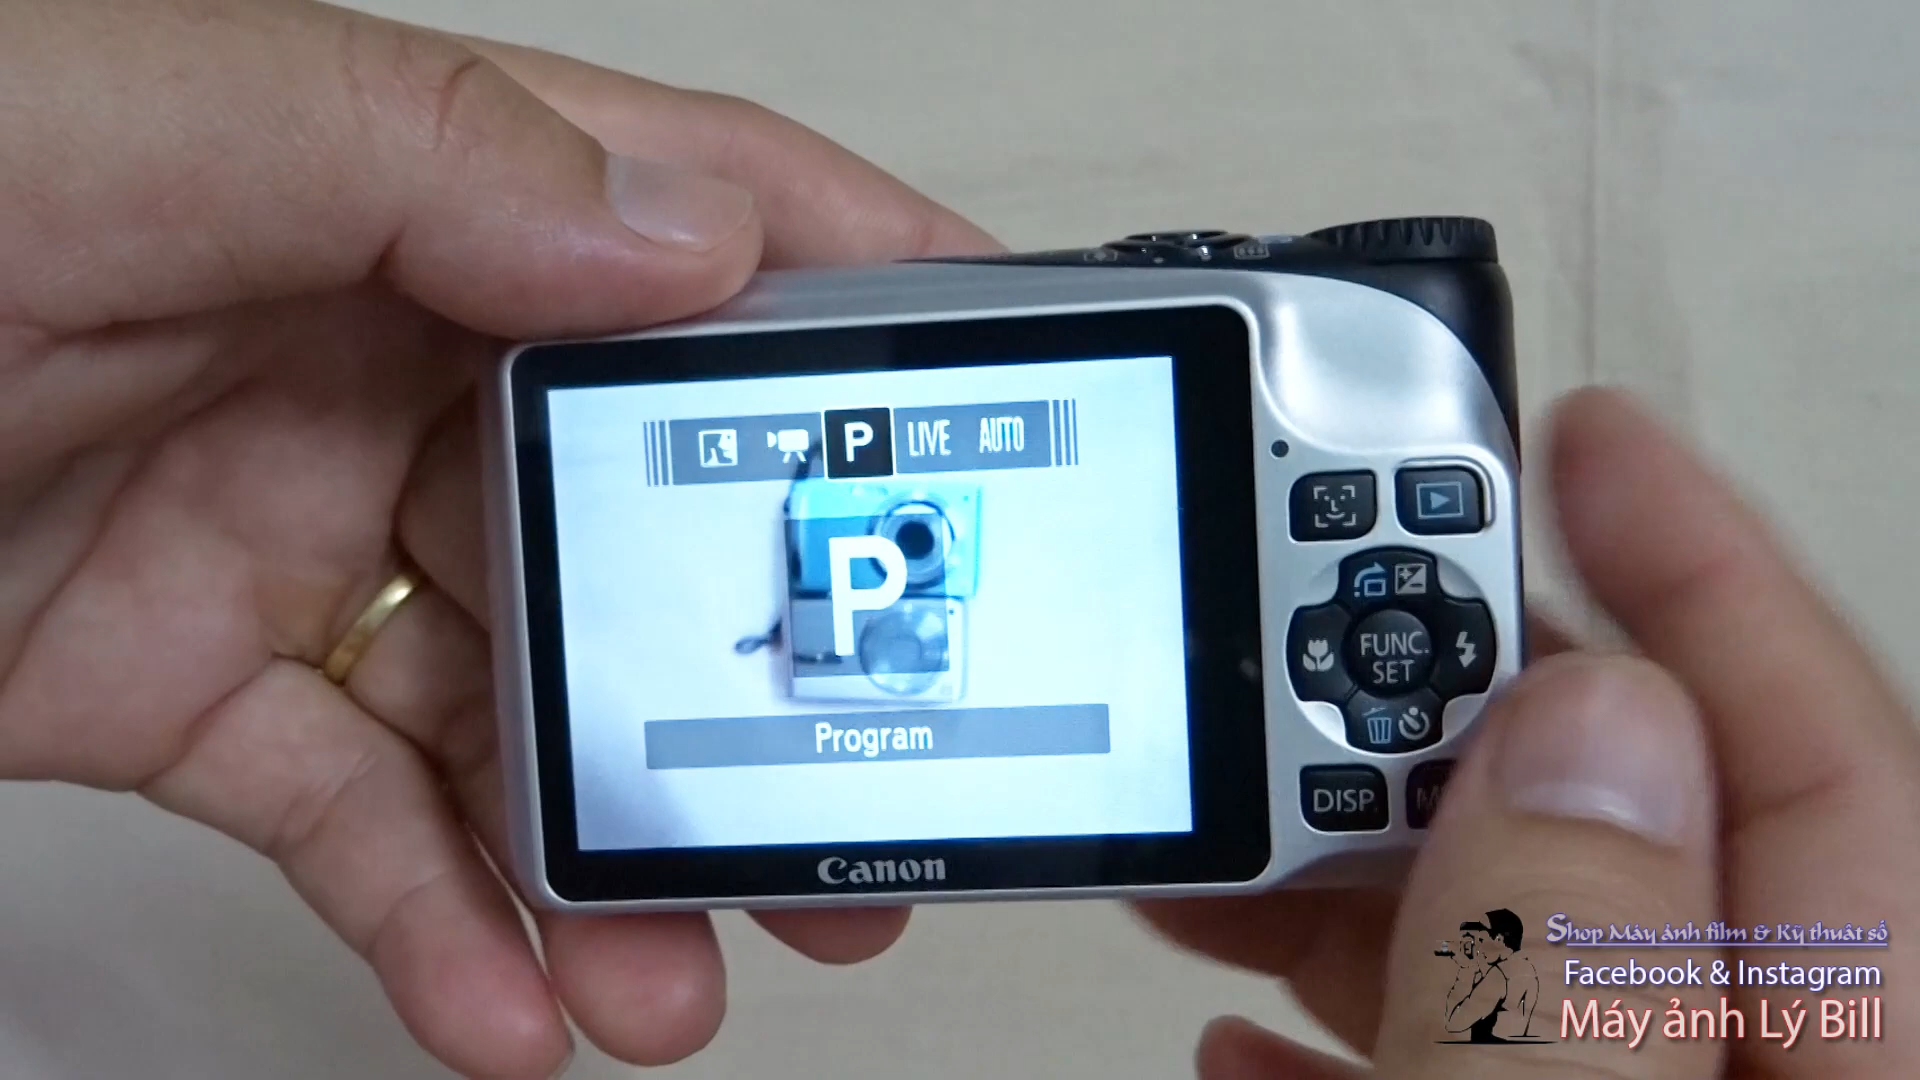 P LIVE AUTO
P
Program
Canon
FUNC.
SET
DISP.
Shop Máy ảnh film & Kỹ thuật số
Facebook & Instagram
Máy ảnh Lý Bill